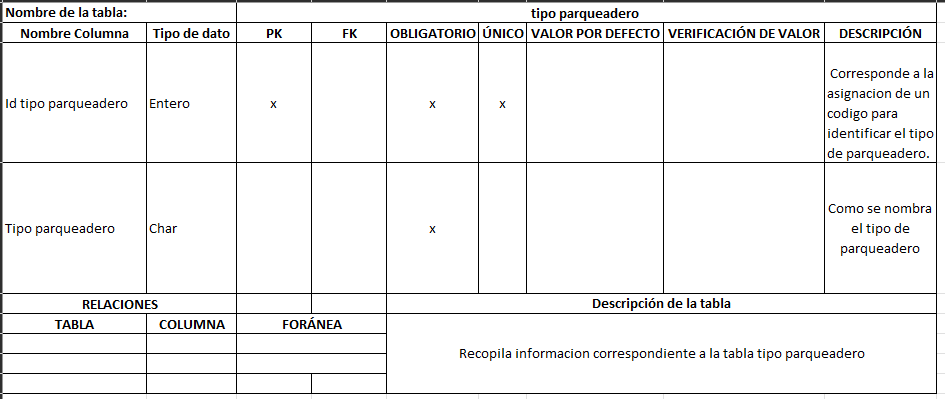 Nombre de la tabla: tipo parqueadero
Nombre Columna Tipo de dato PK FK OBLIGATORIO ÚNICO VALOR POR DEFECTO VERIFICACIÓN DE VALOR DESCRIPCIÓN
Id tipo parqueadero Entero x x x
Corresponde a la
asignacion de un
codigo para
identificar el tipo
de parqueadero.
Tipo parqueadero Char x
Como se nombra
el tipo de
parqueadero
RELACIONES Descripción de la tabla
TABLA COLUMNA FORÁNEA
Recopila informacion correspondiente a la tabla tipo parqueadero